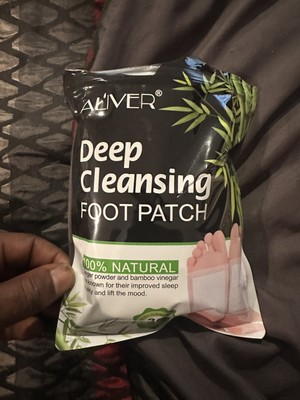 ALIVER®
Deep
Cleansing
FOOT PATCH
100% NATURAL
powder and bamboo vinegar
known for their improved sleep
and lift the mood.